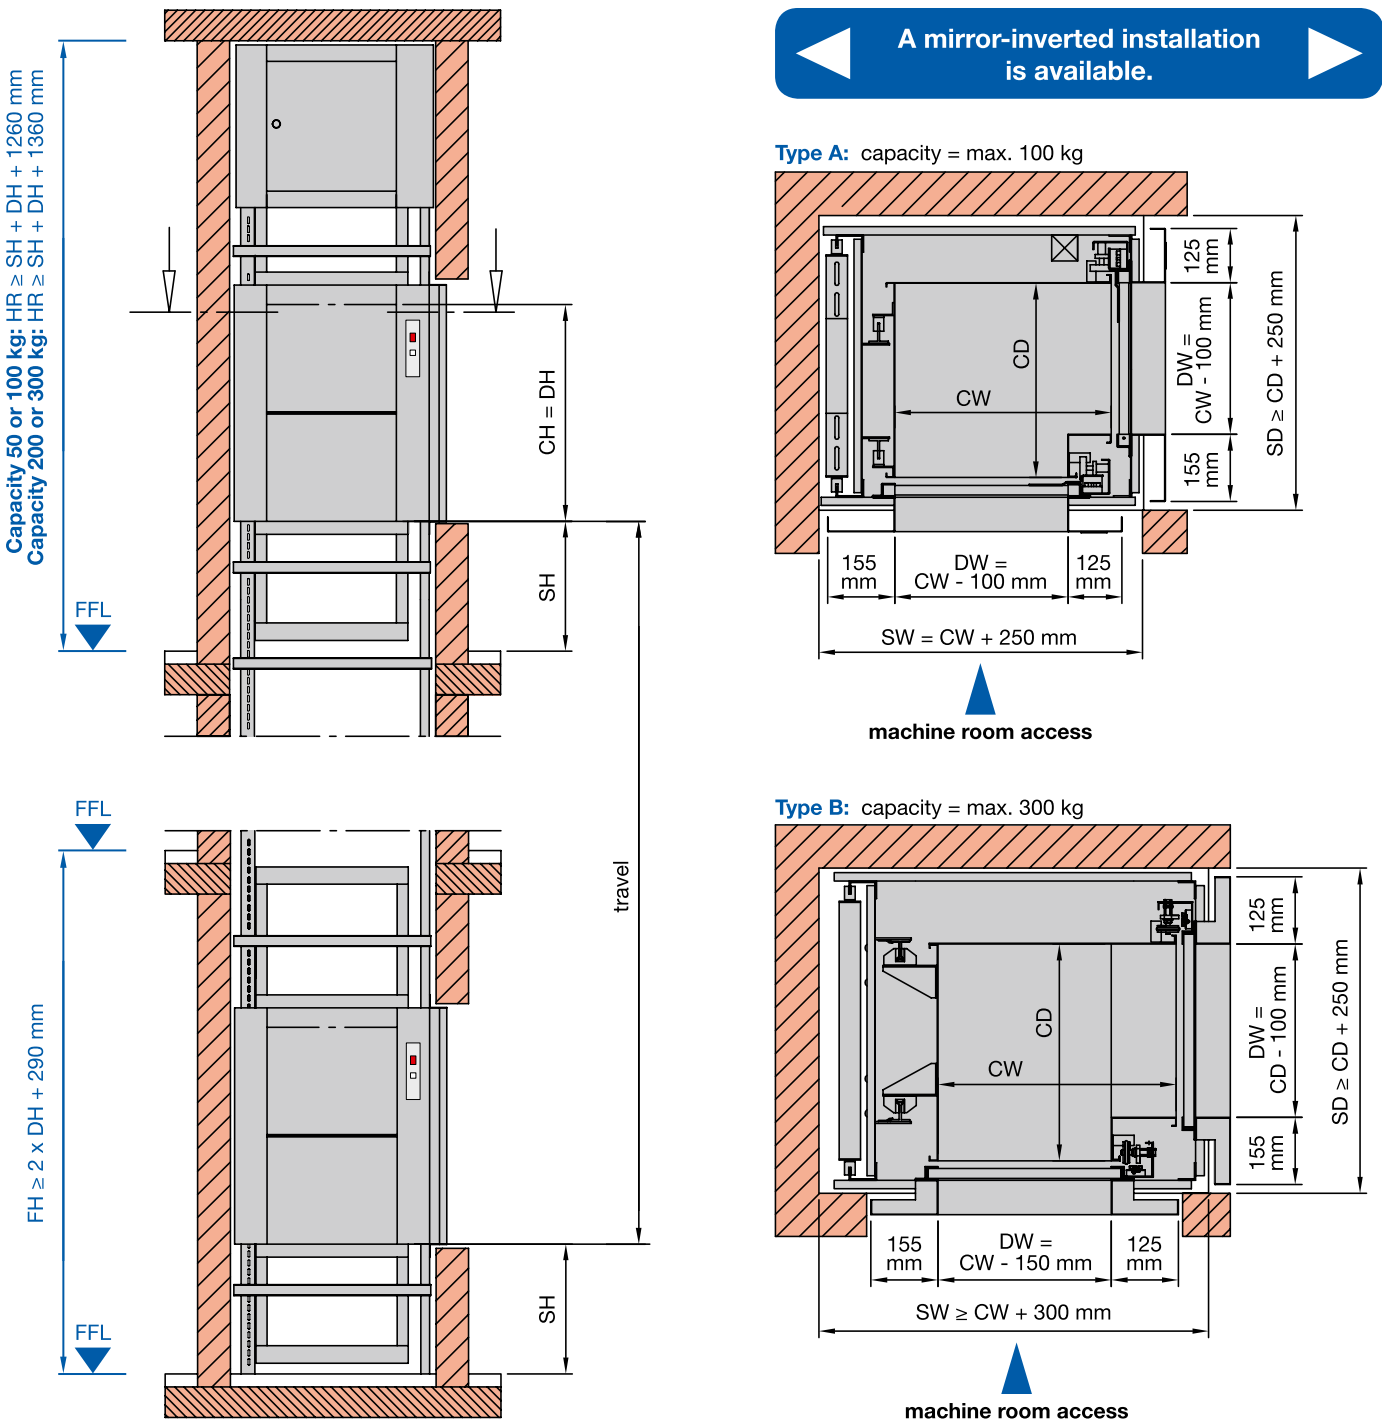 Capacity 50 or 100 kg: HR ≥ SH + DH + 1260 mm
Capacity 200 or 300 kg: HR ≥ SH + DH + 1360 mm
FFL
CH = DH
SH
FFL
travel
FH ≥ 2 x DH + 290 mm
SH
FFL
A mirror-inverted installation
is available.
Type A: capacity = max. 100 kg
125
mm
CD
CW
DW =
CW - 100 mm
155
mm
SD ≥ CD + 250 mm
155
mm
DW =
CW - 100 mm
125
mm
SW = CW + 250 mm
machine room access
Type B: capacity = max. 300 kg
125
mm
CD
CW
DW =
CD - 100 mm
155
mm
SD ≥ CD + 250 mm
155
mm
DW =
CW - 150 mm
125
mm
SW ≥ CW + 300 mm
machine room access